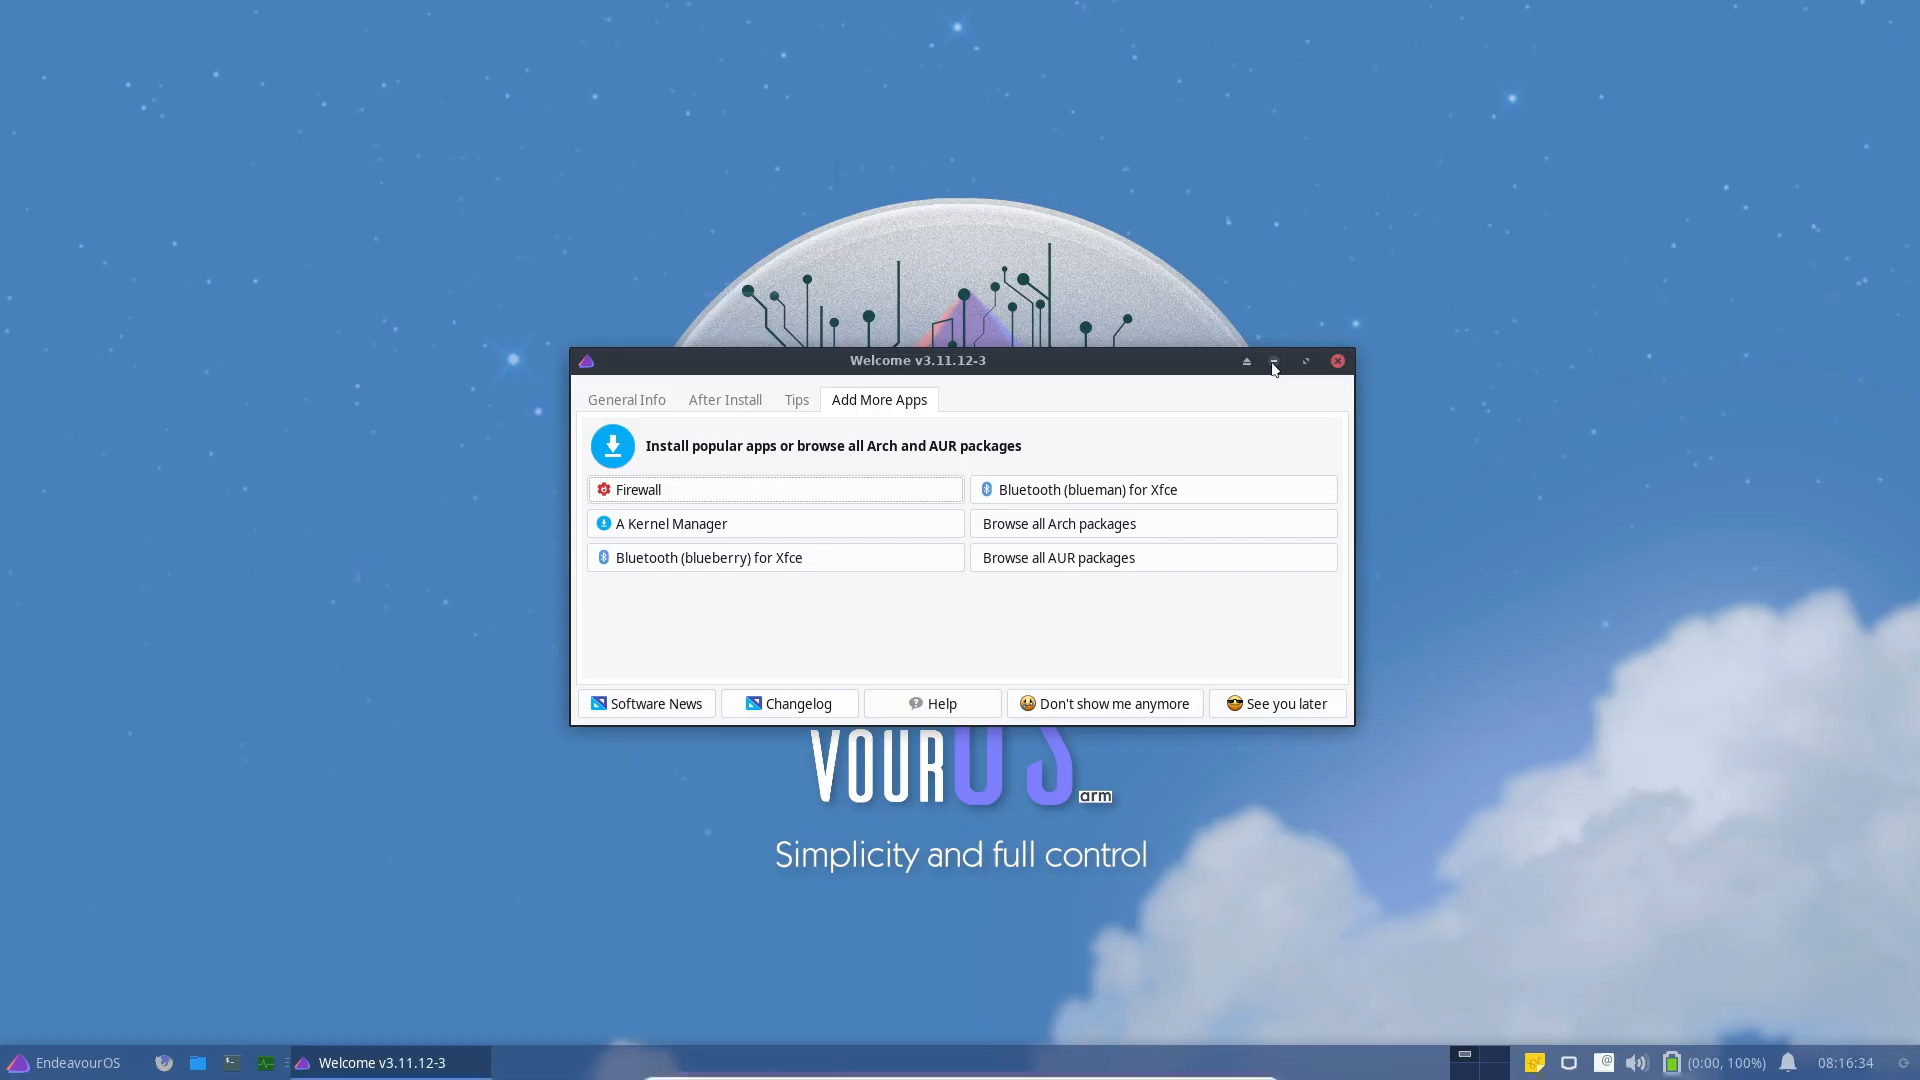 Welcome v3.11.12-3
General Info After Install Tips Add More Apps
Install popular apps or browse all Arch and AUR packages
Firewall Bluetooth (blueman) for Xfce
A Kernel Manager Browse all Arch packages
Bluetooth (blueberry) for Xfce Browse all AUR packages
Software News Changelog Help Don't show me anymore See you later
VOUROS
arm
Simplicity and full control
EndeavourOS Welcome v3.11.12-3 (0:00, 100%) 08:16:34